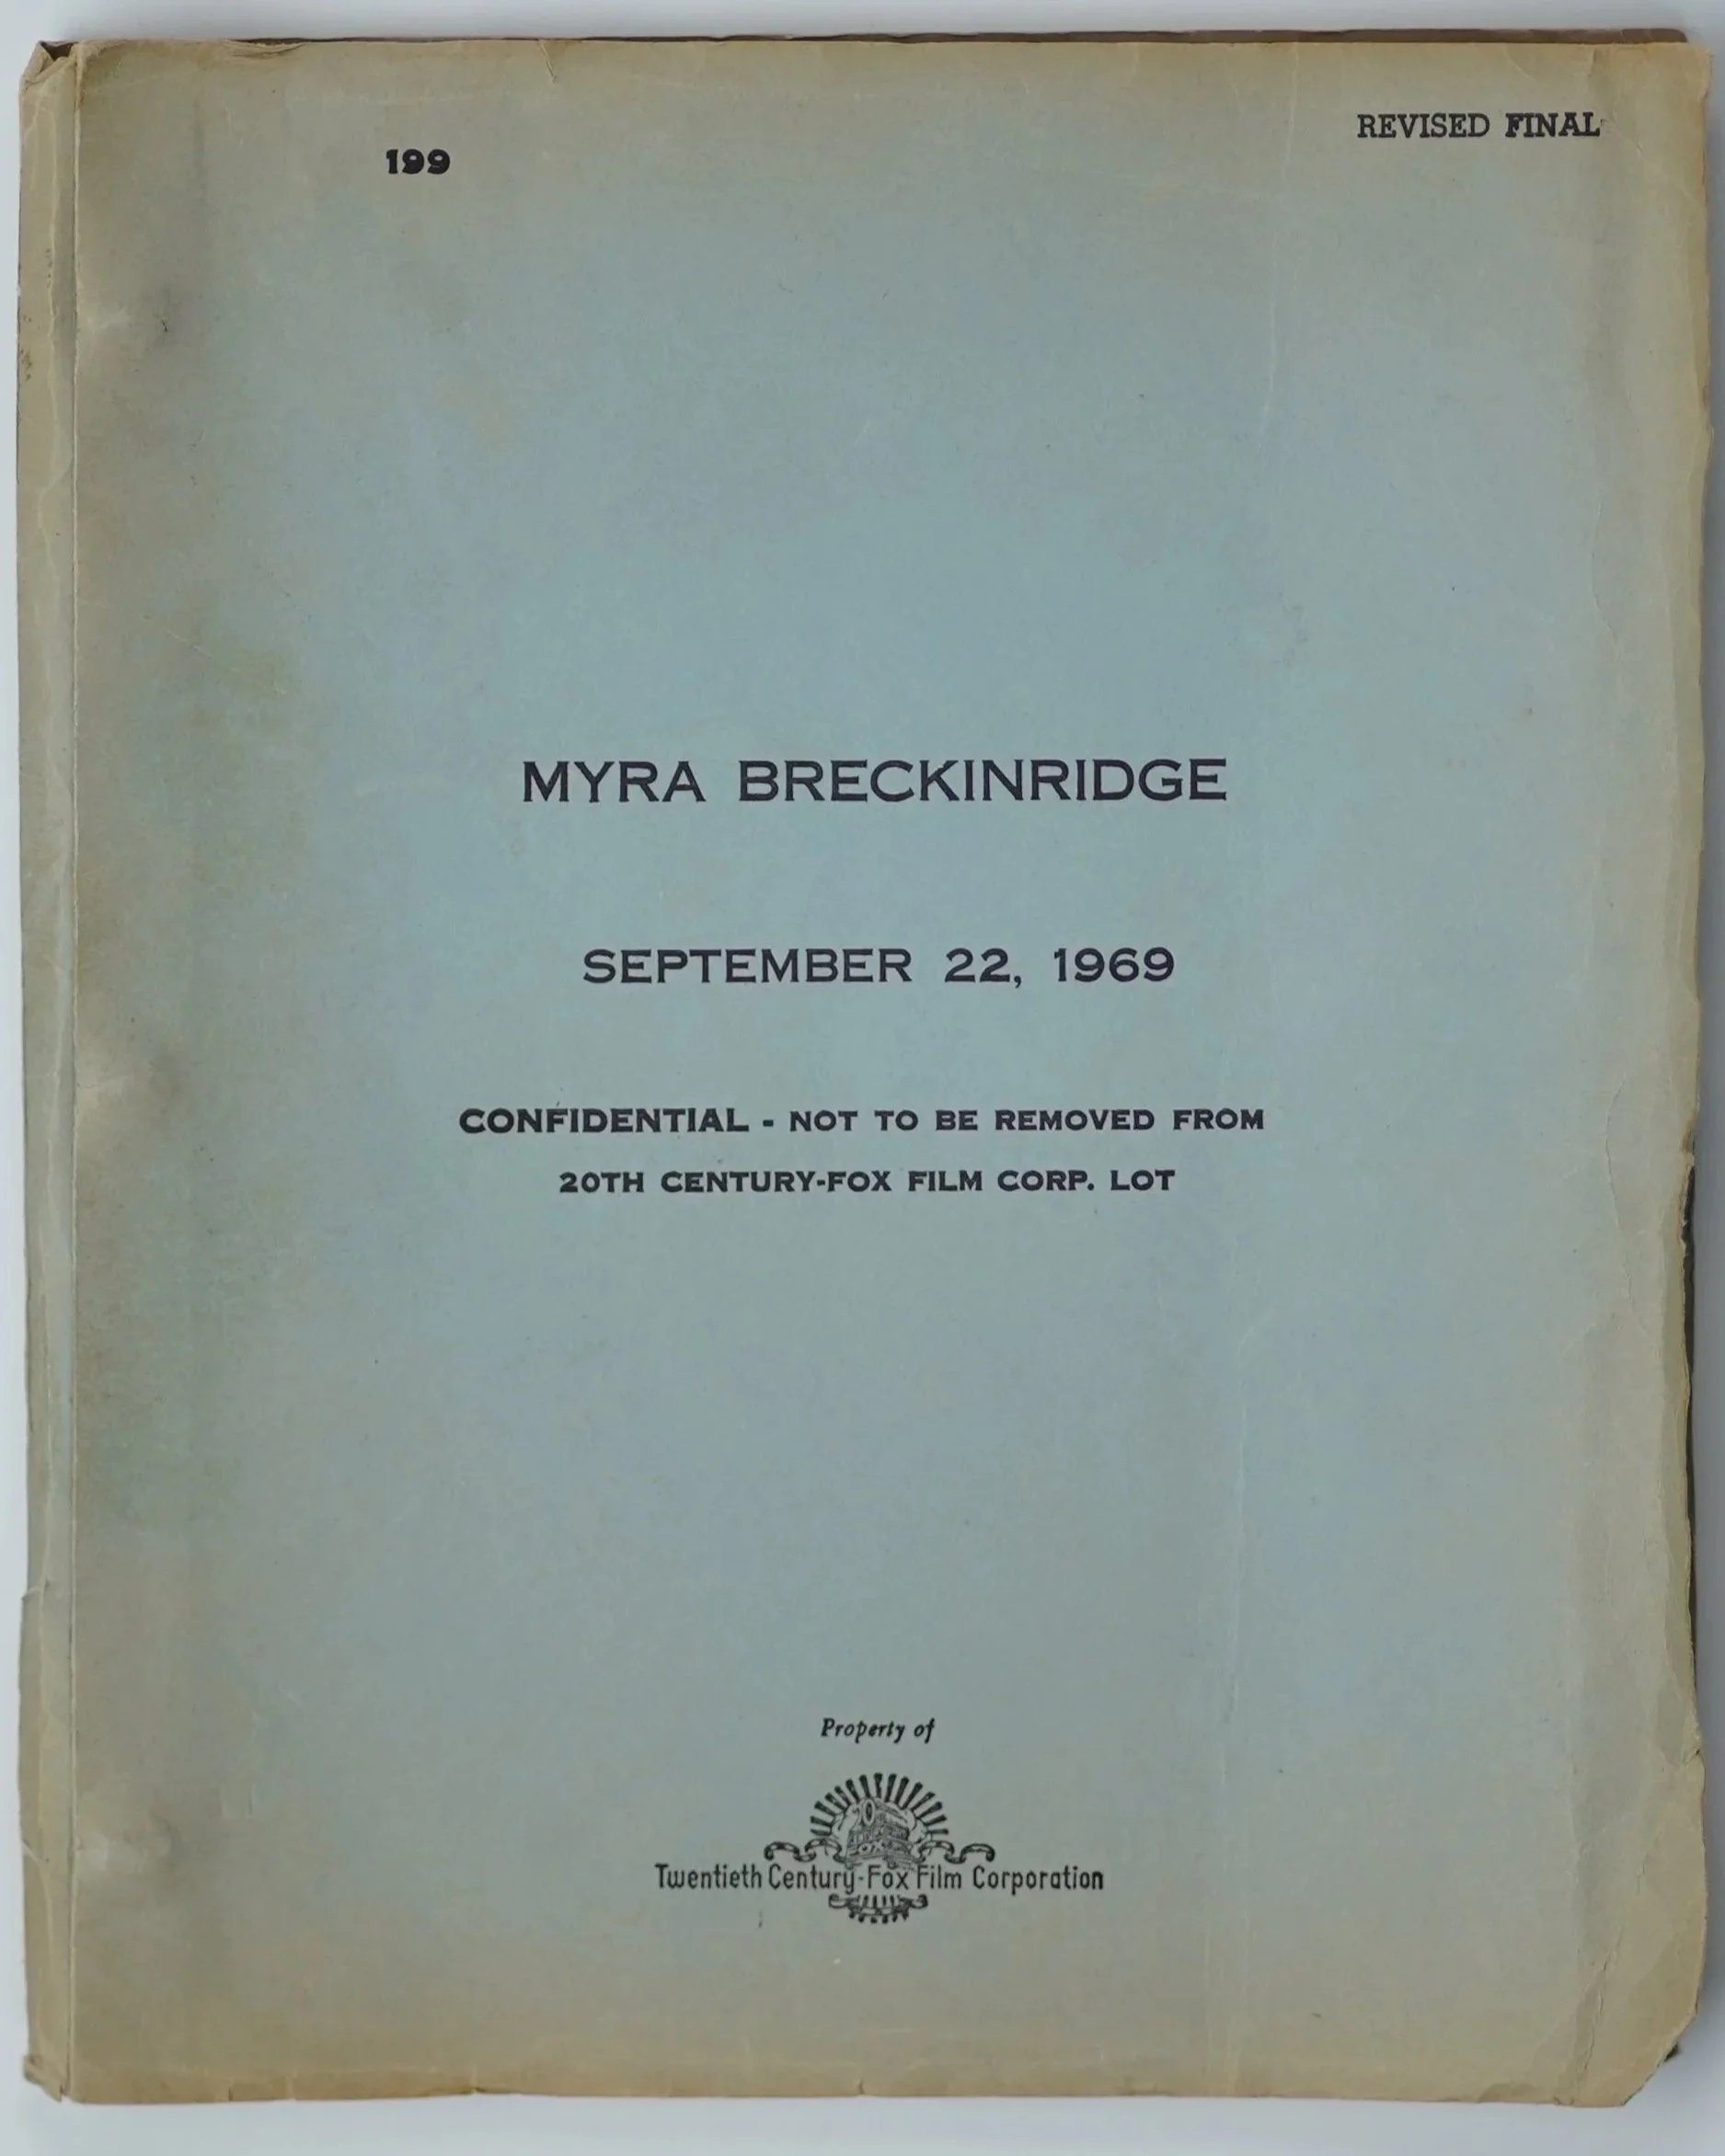 REVISED FINAL
199
MYRA BRECKINRIDGE
SEPTEMBER 22, 1969
CONFIDENTIAL - NOT TO BE REMOVED FROM
20TH CENTURY-FOX FILM CORP. LOT
Property of
Twentieth Century-Fox Film Corporation